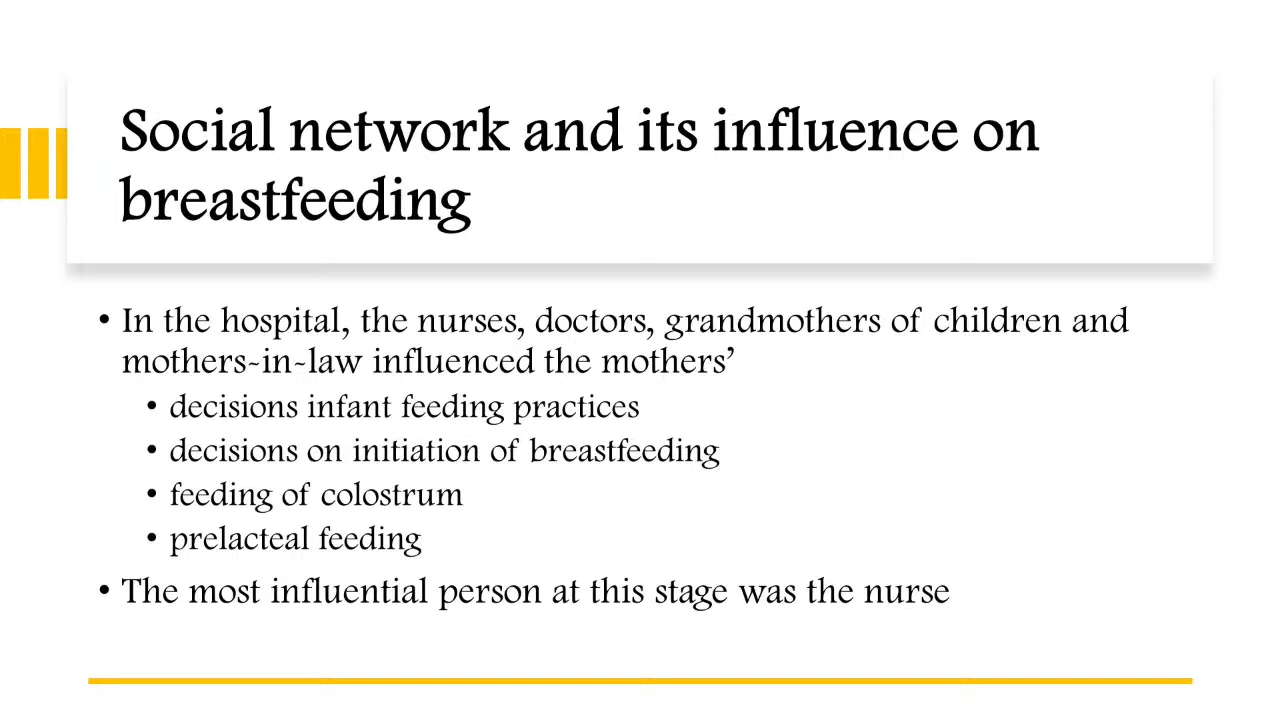 Social network and its influence on
breastfeeding
• In the hospital, the nurses, doctors, grandmothers of children and
mothers-in-law influenced the mothers’
• decisions infant feeding practices
• decisions on initiation of breastfeeding
• feeding of colostrum
• prelacteal feeding
• The most influential person at this stage was the nurse